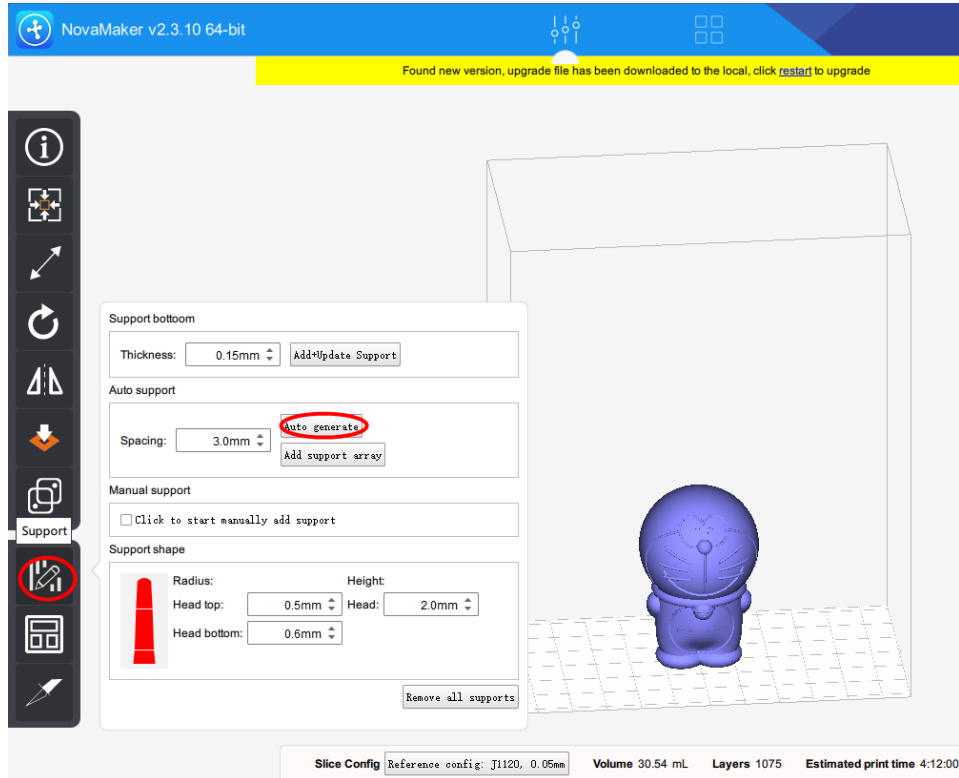 NovaMaker v2.3.10 64-bit
Found new version, upgrade file has been downloaded to the local, click restart to upgrade
Support bottoom
Thickness: 0.15mm Add+Update Support
Auto support
Auto generate
Spacing: 3.0mm
Add support array
Manual support
Click to start manually add support
Support
Support shape
Radius: Height:
Head top: 0.5mm Head: 2.0mm
Head bottom: 0.6mm
Remove all supports
Slice Config Reference config: J1120, 0.05mm Volume 30.54 mL Layers 1075 Estimated print time 4:12:00